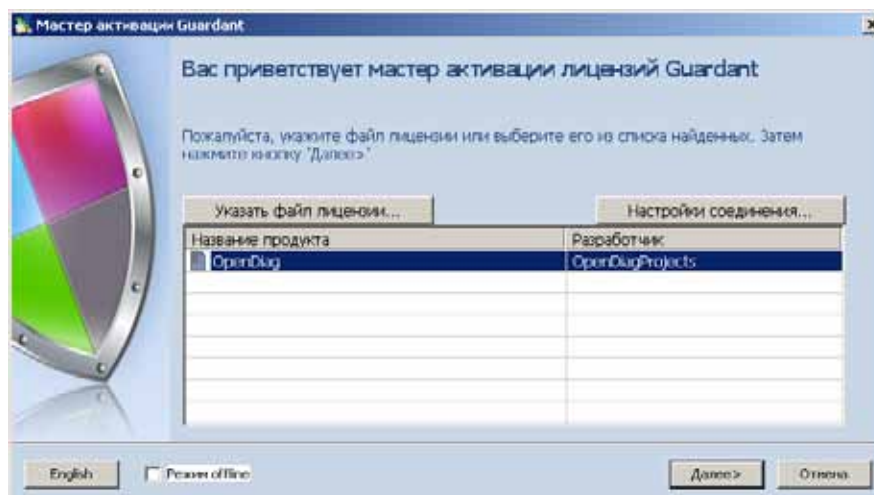 Мастер активации Guardant
Вас приветствует мастер активации лицензий Guardant
Пожалуйста, укажите файл лицензии или выберите его из списка найденных. Затем
нажмите кнопку "Далее>"
Указать файл лицензии...
Настройки соединения...
Название продукта
Разработчик
OpenDiag
OpenDiagProjects
English
Режим offline
Далее>
Отмена